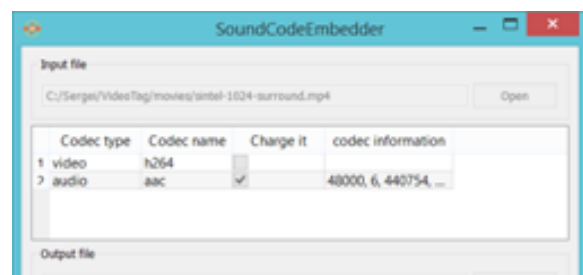 SoundCodeEmbedder
Input file
C:/Sergei/VideoTag/movies/sintel-1024-surround.mp4
Open
Codec type Codec name Charge it codec information
1 video h264
2 audio aac 48000, 6, 440754, ...
Output file